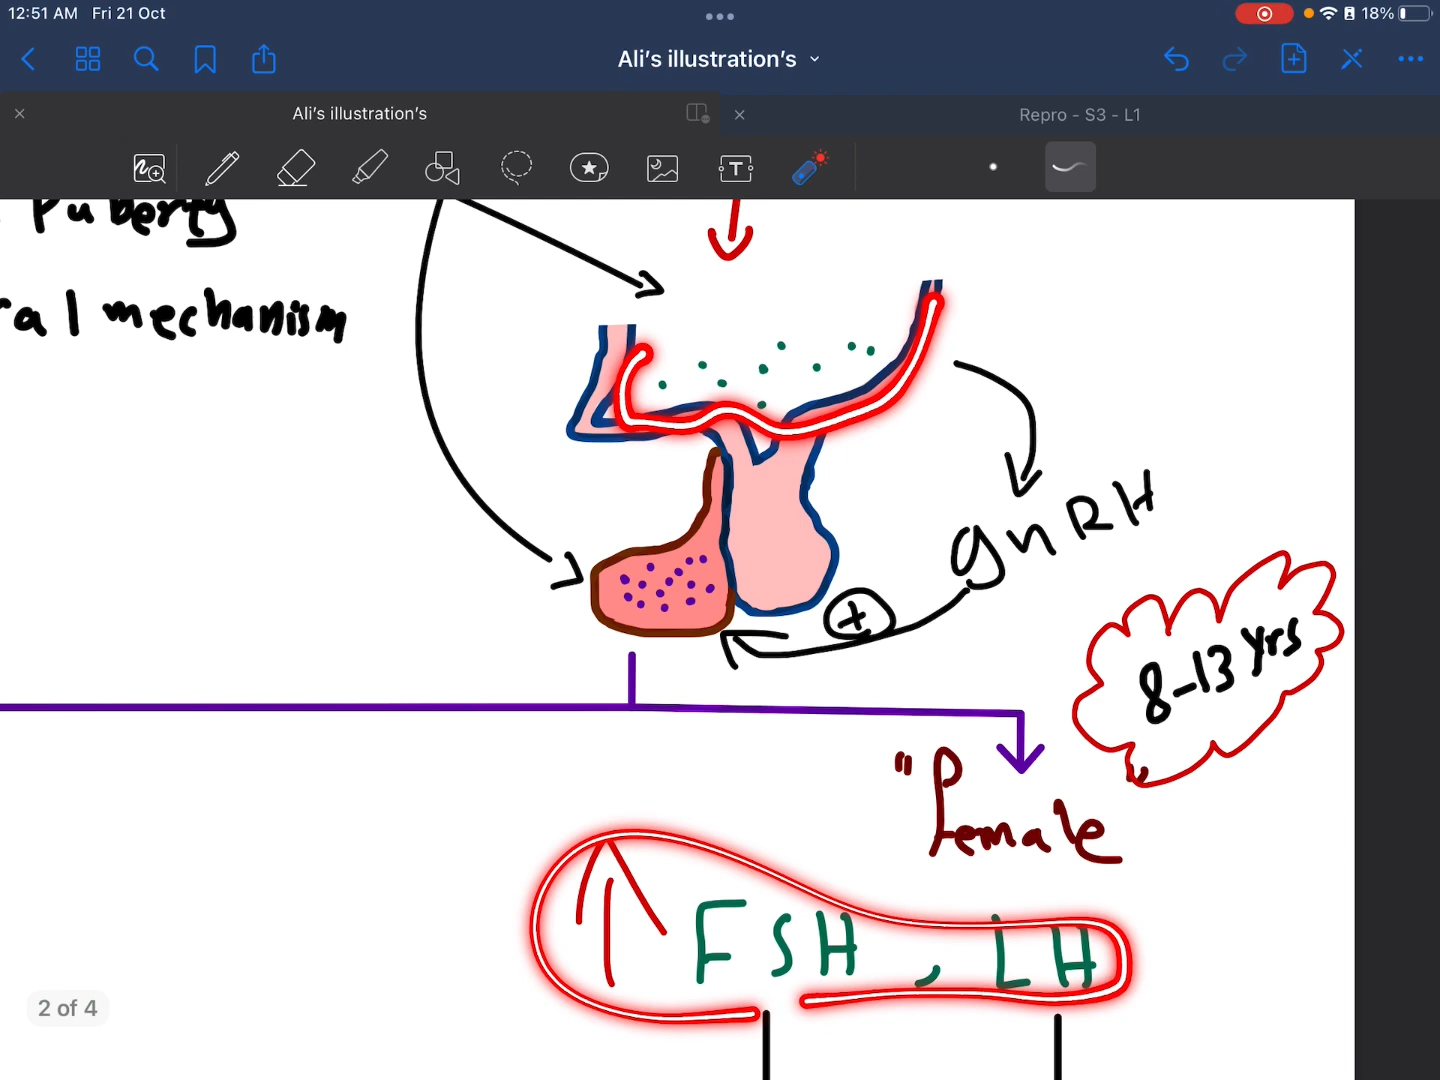 12:51 AM Fri 21 Oct
18%
Ali's illustration's
Ali's illustration's
Repro - S3 - L1
T
Puberty
ral mechanism
gnRH
+
8-13 yrs
"Female"
FSH, LH
2 of 4